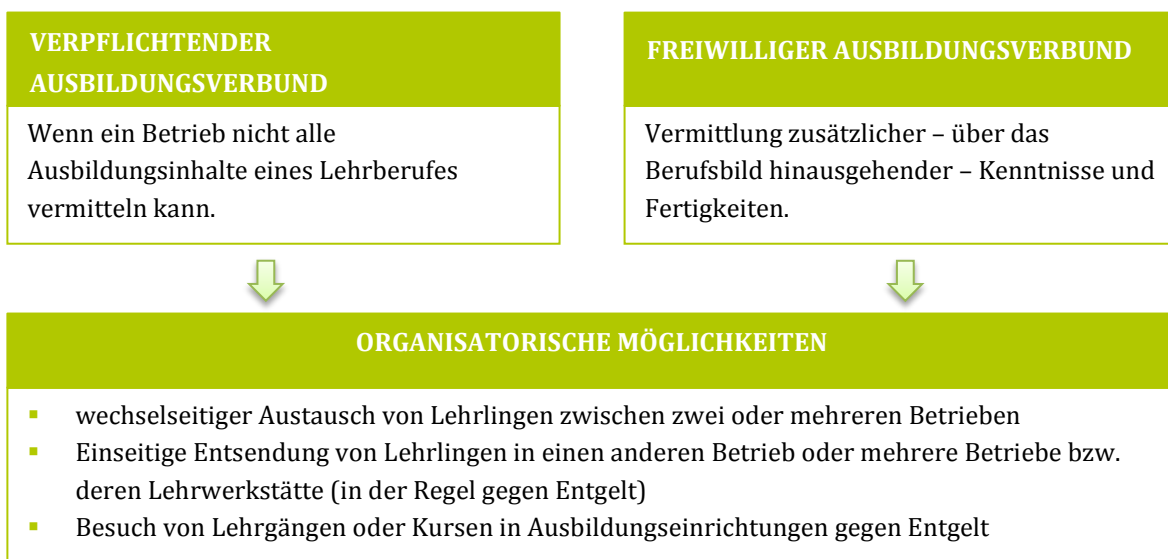 VERPFLICHTENDER
AUSBILDUNGSVERBUND
Wenn ein Betrieb nicht alle
Ausbildungsinhalte eines Lehrberufes
vermitteln kann.
FREIWILLIGER AUSBILDUNGSVERBUND
Vermittlung zusätzlicher – über das
Berufsbild hinausgehender – Kenntnisse und
Fertigkeiten.
ORGANISATORISCHE MÖGLICHKEITEN
▪ wechselseitiger Austausch von Lehrlingen zwischen zwei oder mehreren Betrieben
▪ Einseitige Entsendung von Lehrlingen in einen anderen Betrieb oder mehrere Betriebe bzw.
deren Lehrwerkstätte (in der Regel gegen Entgelt)
▪ Besuch von Lehrgängen oder Kursen in Ausbildungseinrichtungen gegen Entgelt